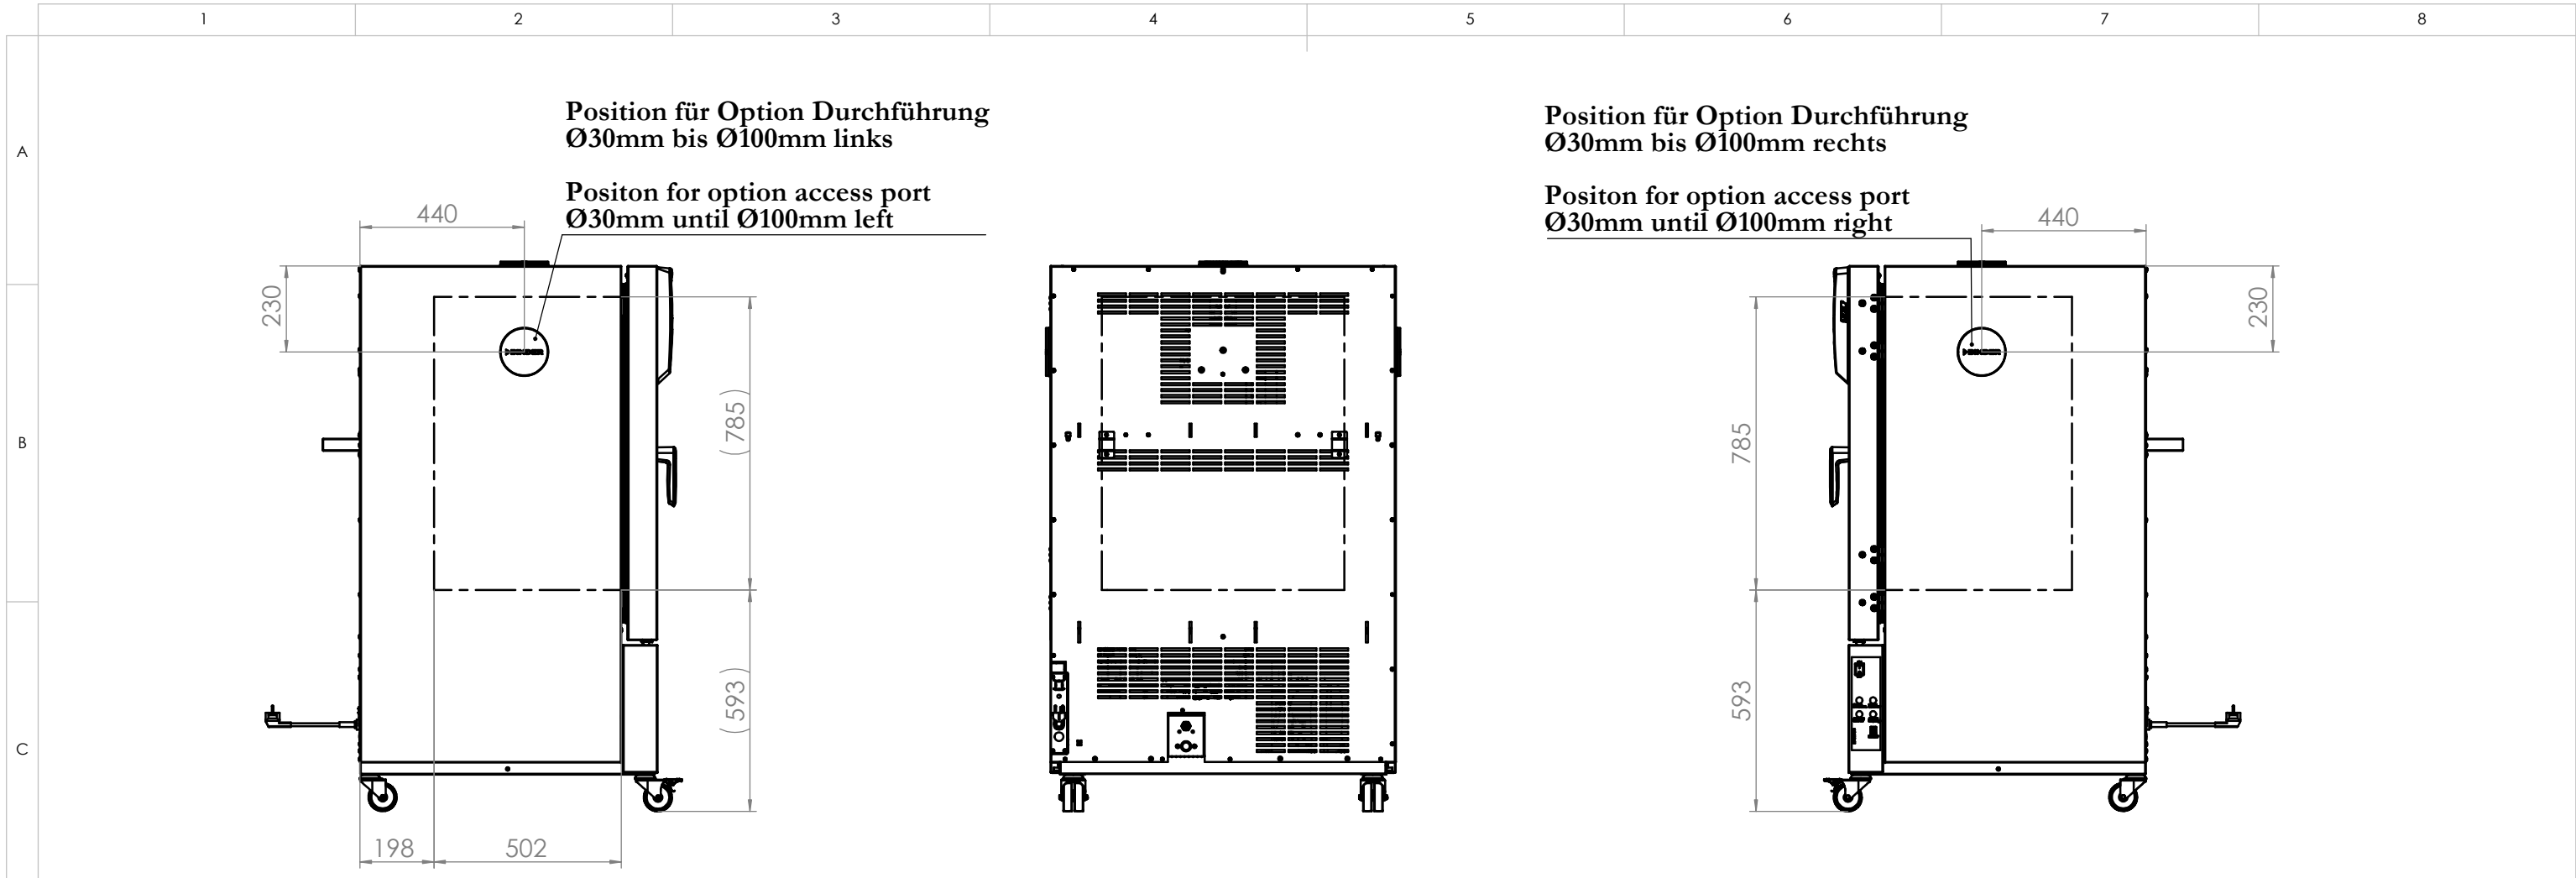 1 2 3 4 5 6 7 8
A
B
C
Position für Option Durchführung
Ø30mm bis Ø100mm links
Positon for option access port
Ø30mm until Ø100mm left
440
230
(785)
(593)
198 502
Position für Option Durchführung
Ø30mm bis Ø100mm rechts
Positon for option access port
Ø30mm until Ø100mm right
440
230
785
593